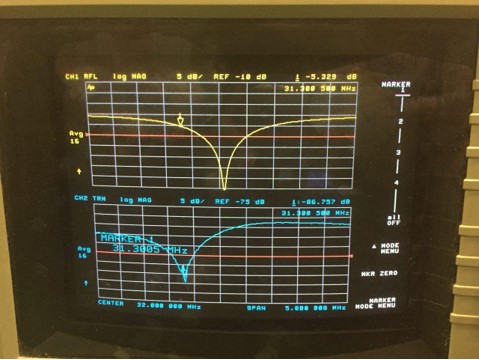 CH1 RFL log MAG 5 dB/ REF -10 dB 1 -5.329 dB
31.300 500 MHz
MARKER
1
2
3
4
all
OFF
Avg
16
CH2 TRN log MAG 5 dB/ REF -75 dB 1:-86.757 dB
31.300 500 MHz
MARKER 1
31.3005 MHz
Avg
16
MODE
MENU
MKR ZERO
MARKER
MODE MENU
CENTER 32.000 000 MHz SPAN 5.000 000 MHz